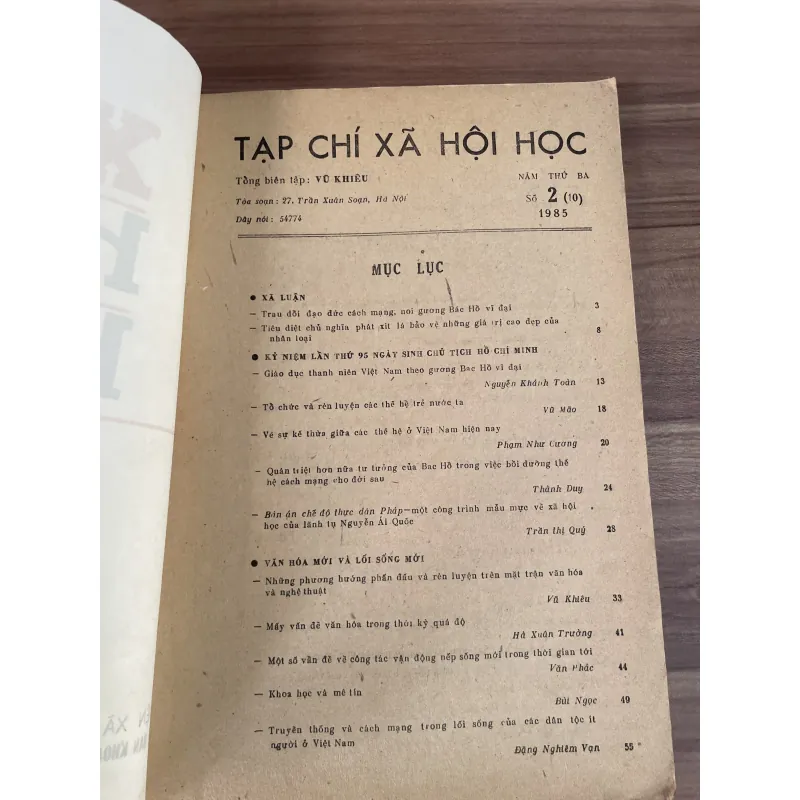 TẠP CHÍ XÃ HỘI HỌC
Tổng biên tập: VŨ KHIÊU
Tòa soạn: 27, Trần Xuân Soạn, Hà Nội
Dây nói: 54774
NĂM THỨ BA
Số 2 (10)
1985
MỤC LỤC
● XÃ LUẬN
— Trau dồi đạo đức cách mạng, noi gương Bác Hồ vĩ đại 3
— Tiêu diệt chủ nghĩa phát xít là bảo vệ những giá trị cao đẹp của
nhân loại 8
● KỶ NIỆM LẦN THỨ 95 NGÀY SINH CHỦ TỊCH HỒ CHÍ MINH
— Giáo dục thanh niên Việt Nam theo gương Bác Hồ vĩ đại
Nguyễn Khánh Toàn 13
— Tổ chức và rèn luyện các thế hệ trẻ nước ta
Vũ Mão 18
— Về sự kế thừa giữa các thế hệ ở Việt Nam hiện nay
Phạm Như Cương 20
— Quán triệt hơn nữa tư tưởng của Bác Hồ trong việc bồi dưỡng thế
hệ cách mạng cho đời sau
Thành Duy 24
— Bản án chế độ thực dân Pháp—một công trình mẫu mực về xã hội
học của lãnh tụ Nguyễn Ái Quốc
Trần thị Quý 28
● VĂN HÓA MỚI VÀ LỐI SỐNG MỚI
— Những phương hướng phấn đấu và rèn luyện trên mặt trận văn hóa
và nghệ thuật
Vũ Khiêu 33
— Mấy vấn đề văn hóa trong thời kỳ quá độ
Hà Xuân Trường 41
— Một số vấn đề về công tác vận động nếp sống mới trong thời gian tới
Văn Phác 44
— Khoa học và mê tín
Bùi Ngọc 49
— Truyền thống và cách mạng trong lối sống của các dân tộc ít
người ở Việt Nam
Đặng Nghiêm Vạn 55